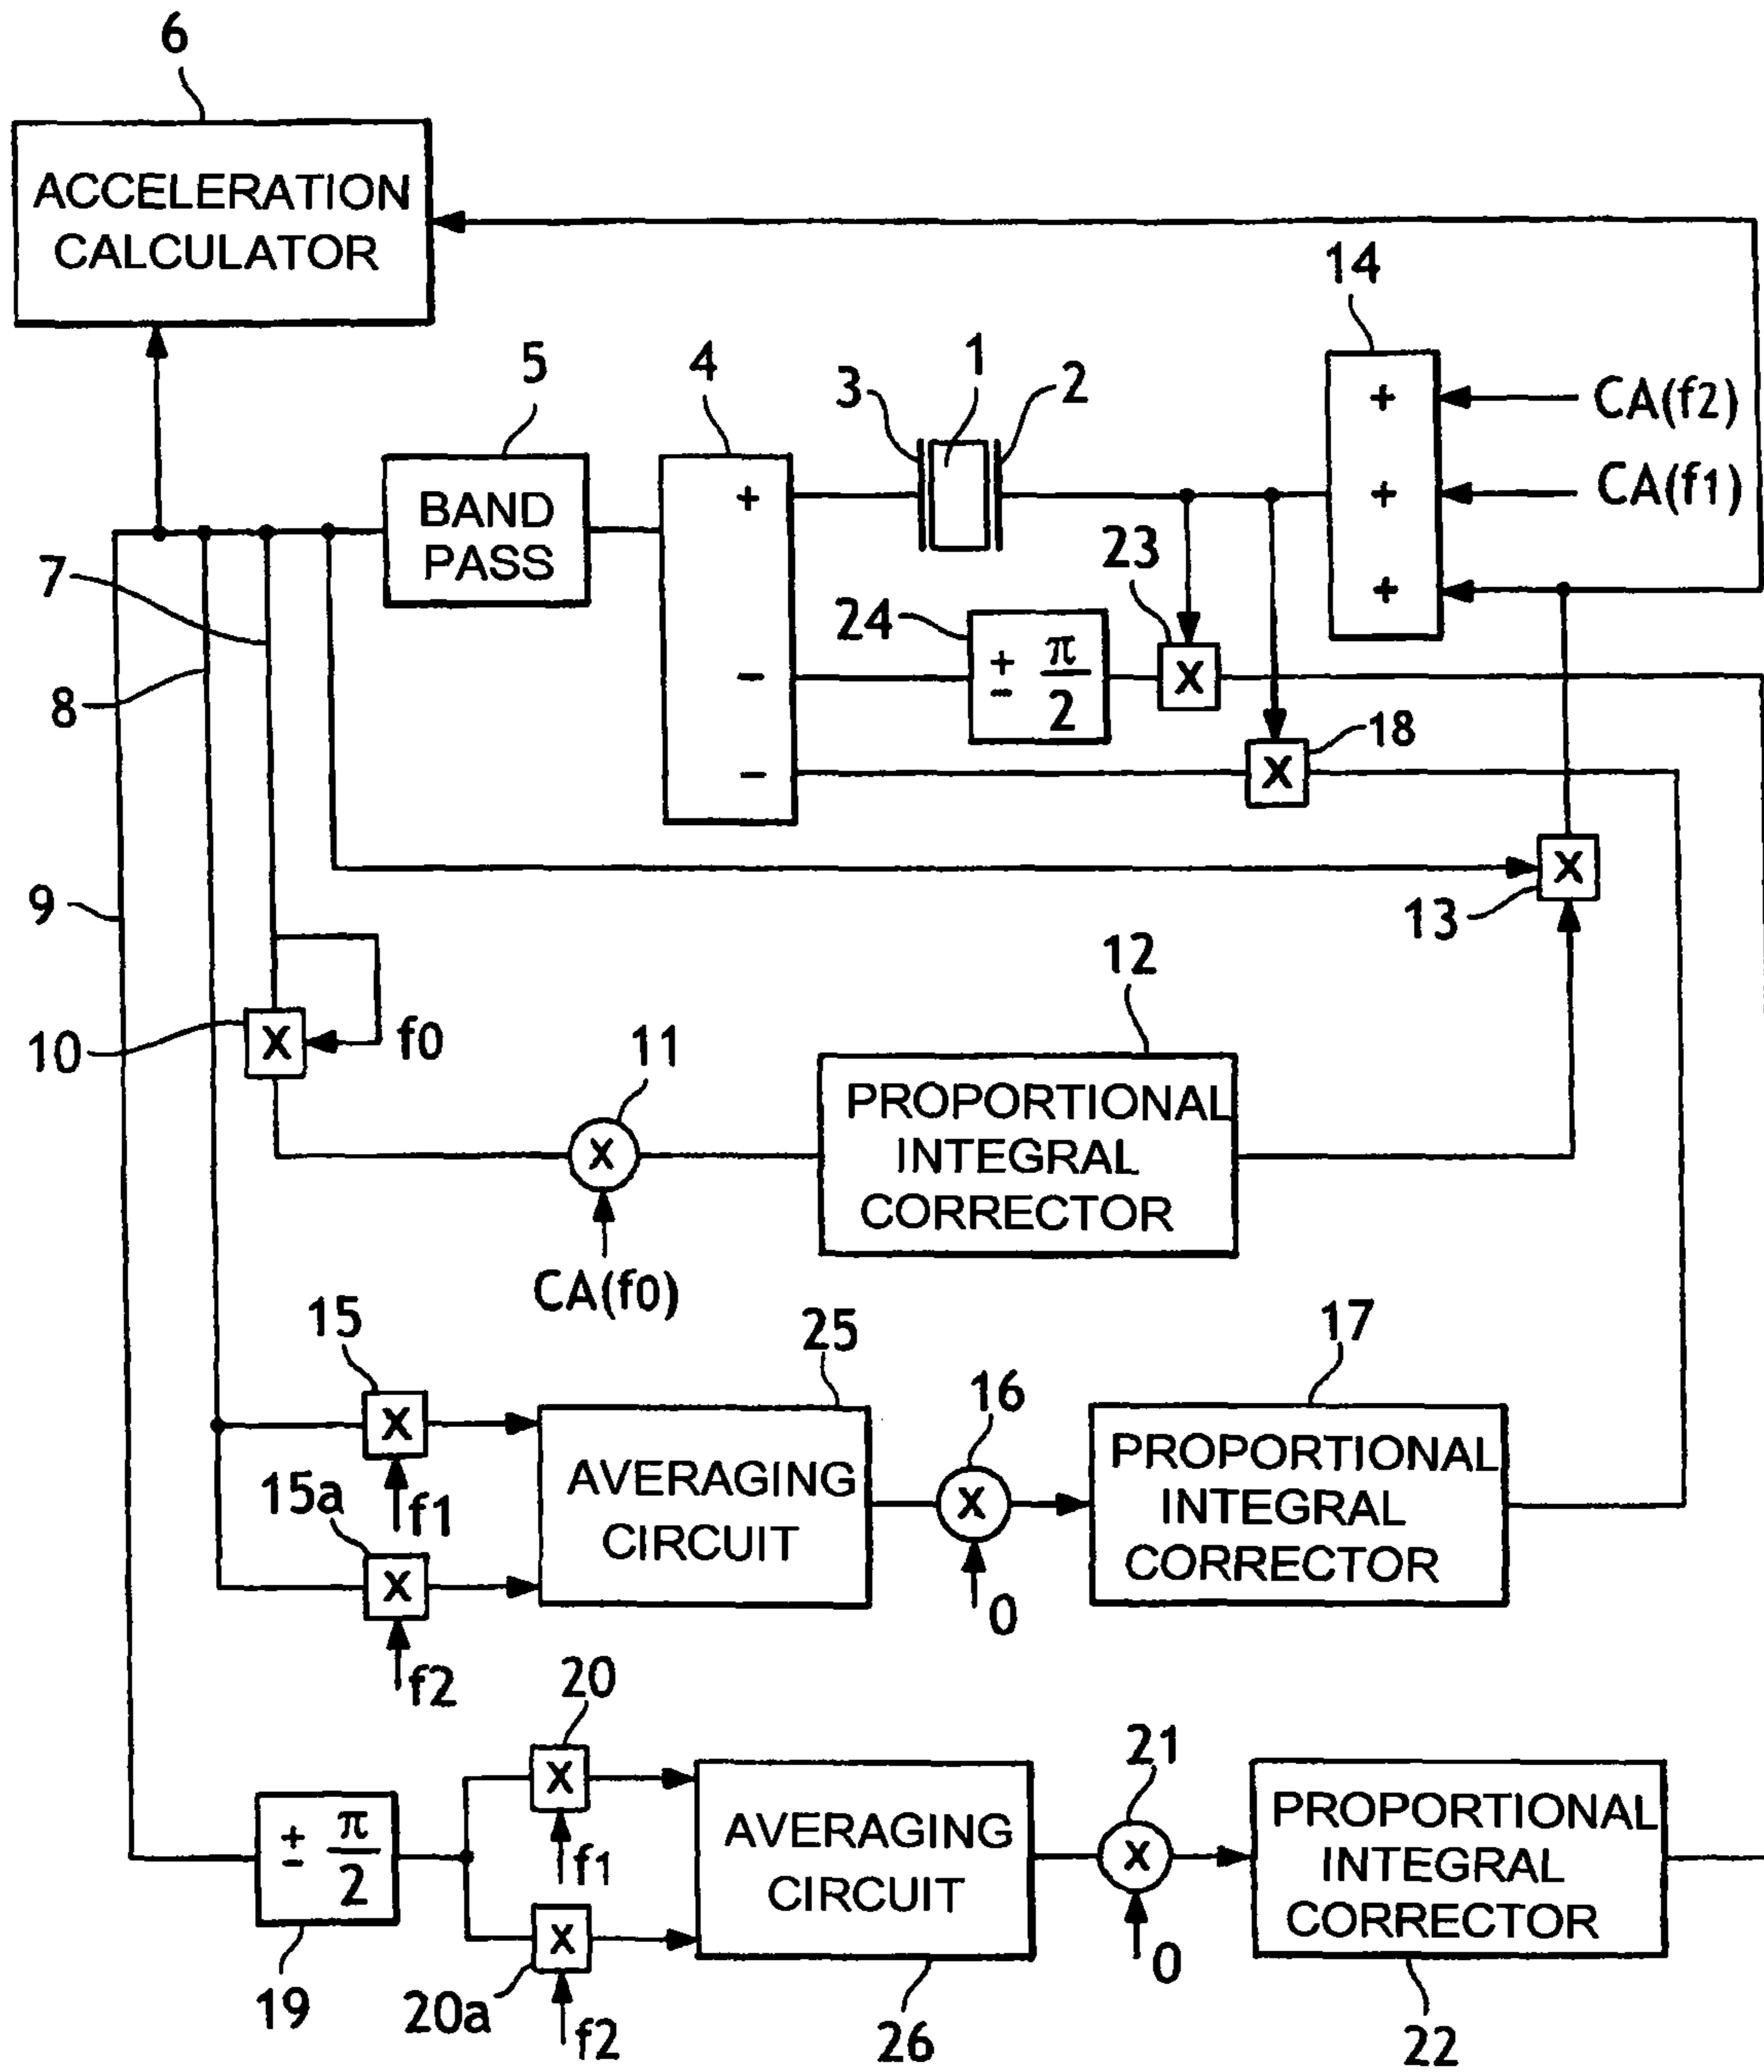 6
ACCELERATION
CALCULATOR
14
5
4
3
1
2
+
CA(f2)
BAND
PASS
+
+
CA(f1)
7
23
+
24
± π/2
X
8
−
18
−
X
9
X
13
12
10
X
f0
11
PROPORTIONAL
INTEGRAL
CORRECTOR
X
CA(f0)
15
25
17
16
X
PROPORTIONAL
INTEGRAL
CORRECTOR
15a
f1
AVERAGING
CIRCUIT
X
X
0
f2
20
21
X
PROPORTIONAL
INTEGRAL
CORRECTOR
± π/2
f1
AVERAGING
CIRCUIT
X
X
0
19
20a
f2
26
22